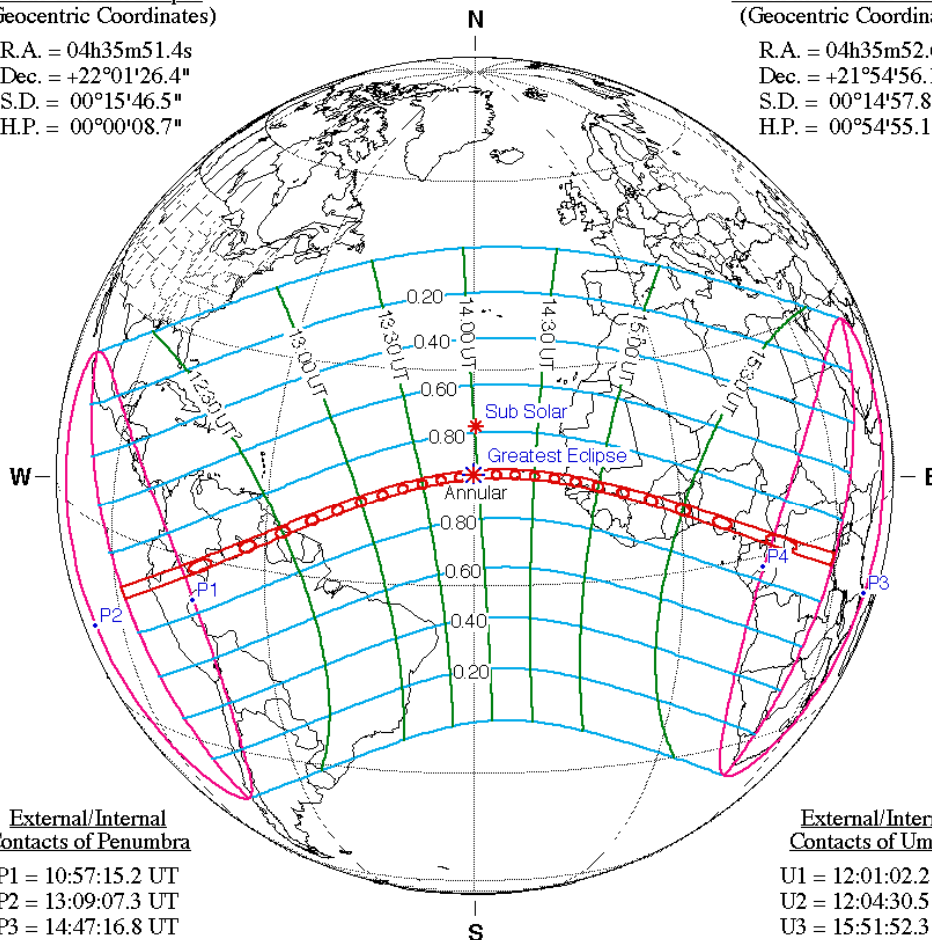 Geocentric Coordinates)
R.A. = 04h35m51.4s
Dec. = +22°01'26.4"
S.D. = 00°15'46.5"
H.P. = 00°00'08.7"
(Geocentric Coordina
R.A. = 04h35m52.
Dec. = +21°54'56.
S.D. = 00°14'57.8
H.P. = 00°54'55.1
N
0.20
0.40
0.60
0.80
12:30 UT
13:00 UT
13:30 UT
14:00 UT
14:30 UT
15:00 UT
15:30 UT
Sub Solar
Greatest Eclipse
W
E
Annular
0.80
0.60
0.40
0.20
P1
P2
P4
P3
External/Internal
ontacts of Penumbra
P1 = 10:57:15.2 UT
P2 = 13:09:07.3 UT
P3 = 14:47:16.8 UT
External/Intern
Contacts of Um
U1 = 12:01:02.2
U2 = 12:04:30.5
U3 = 15:51:52.3
S